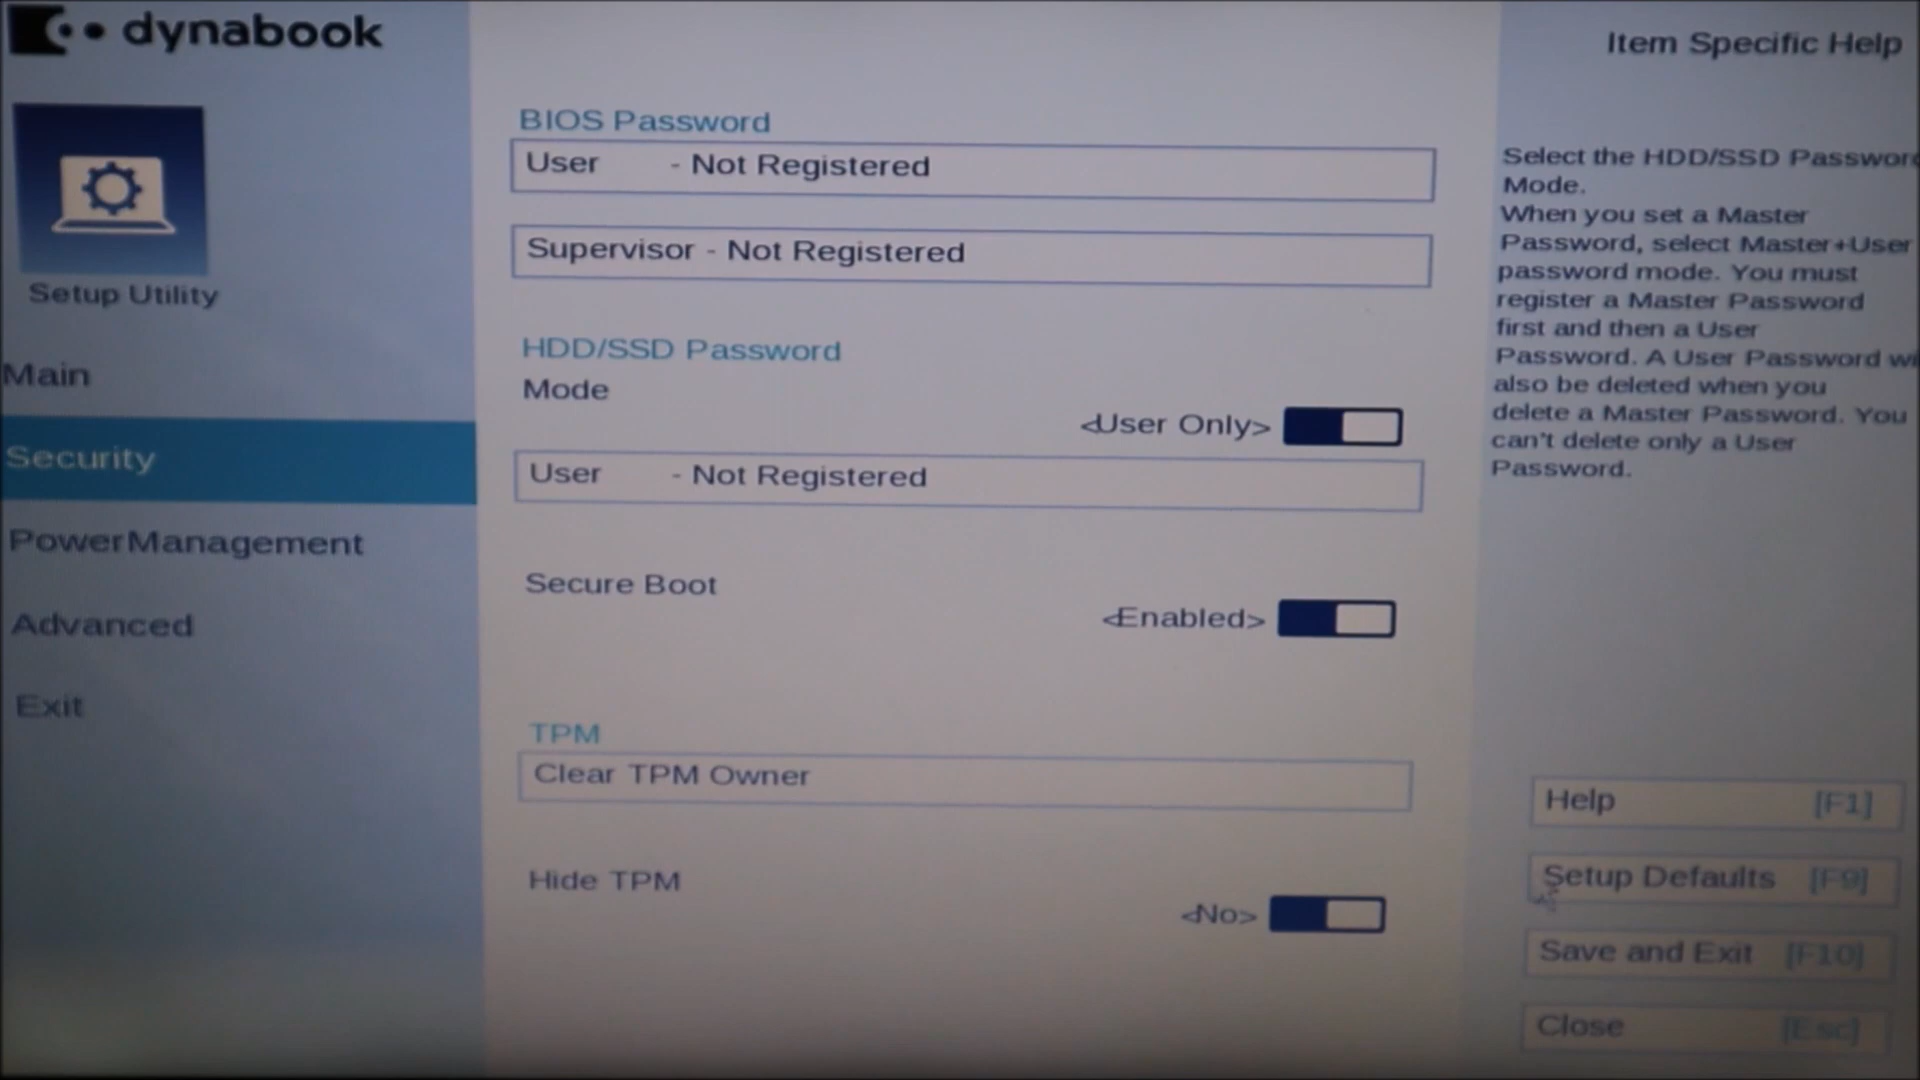 dynabook
Item Specific Help
Setup Utility
Main
Security
PowerManagement
Advanced
Exit
BIOS Password
User - Not Registered
Supervisor - Not Registered
HDD/SSD Password
Mode
<User Only>
User - Not Registered
Secure Boot
<Enabled>
TPM
Clear TPM Owner
Hide TPM
<No>
Select the HDD/SSD Passwor
Mode.
When you set a Master
Password, select Master+User
password mode. You must
register a Master Password
first and then a User
Password. A User Password wi
also be deleted when you
delete a Master Password. You
can't delete only a User
Password.
Help [F1]
Setup Defaults [F9]
Save and Exit [F10]
Close [Esc]